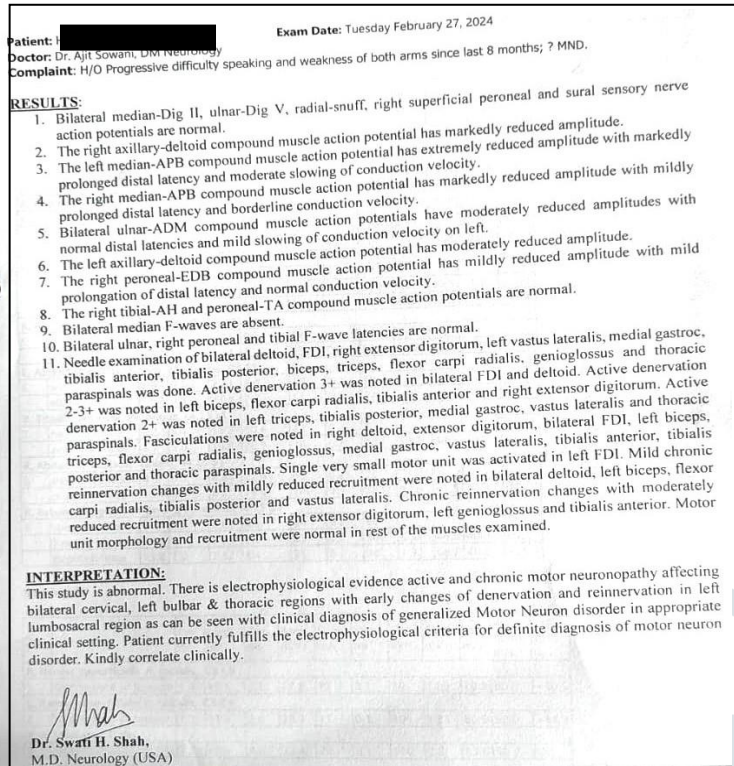 Patient: H
Exam Date: Tuesday February 27, 2024
Doctor: Dr. Ajit Sowani, DM Neurology
Complaint: H/O Progressive difficulty speaking and weakness of both arms since last 8 months; ? MND.
RESULTS:
1. Bilateral median-Dig II, ulnar-Dig V, radial-snuff, right superficial peroneal and sural sensory nerve
action potentials are normal.
2. The right axillary-deltoid compound muscle action potential has markedly reduced amplitude.
3. The left median-APB compound muscle action potential has extremely reduced amplitude with markedly
prolonged distal latency and moderate slowing of conduction velocity.
4. The right median-APB compound muscle action potential has markedly reduced amplitude with mildly
prolonged distal latency and borderline conduction velocity.
5. Bilateral ulnar-ADM compound muscle action potentials have moderately reduced amplitudes with
normal distal latencies and mild slowing of conduction velocity on left.
6. The left axillary-deltoid compound muscle action potential has moderately reduced amplitude.
7. The right peroneal-EDB compound muscle action potential has mildly reduced amplitude with mild
prolongation of distal latency and normal conduction velocity.
8. The right tibial-AH and peroneal-TA compound muscle action potentials are normal.
9. Bilateral median F-waves are absent.
10. Bilateral ulnar, right peroneal and tibial F-wave latencies are normal.
11. Needle examination of bilateral deltoid, FDI, right extensor digitorum, left vastus lateralis, medial gastroc,
tibialis anterior, tibialis posterior, biceps, triceps, flexor carpi radialis, genioglossus and thoracic
paraspinals was done. Active denervation 3+ was noted in bilateral FDI and deltoid. Active denervation
2-3+ was noted in left biceps, flexor carpi radialis, tibialis anterior and right extensor digitorum. Active
denervation 2+ was noted in left triceps, tibialis posterior, medial gastroc, vastus lateralis and thoracic
paraspinals. Fasciculations were noted in right deltoid, extensor digitorum, bilateral FDI, left biceps,
triceps, flexor carpi radialis, genioglossus, medial gastroc, vastus lateralis, tibialis anterior, tibialis
posterior and thoracic paraspinals. Single very small motor unit was activated in left FDI. Mild chronic
reinnervation changes with mildly reduced recruitment were noted in bilateral deltoid, left biceps, flexor
carpi radialis, tibialis posterior and vastus lateralis. Chronic reinnervation changes with moderately
reduced recruitment were noted in right extensor digitorum, left genioglossus and tibialis anterior. Motor
unit morphology and recruitment were normal in rest of the muscles examined.
INTERPRETATION:
This study is abnormal. There is electrophysiological evidence active and chronic motor neuronopathy affecting
bilateral cervical, left bulbar & thoracic regions with early changes of denervation and reinnervation in left
lumbosacral region as can be seen with clinical diagnosis of generalized Motor Neuron disorder in appropriate
clinical setting. Patient currently fulfills the electrophysiological criteria for definite diagnosis of motor neuron
disorder. Kindly correlate clinically.
Dr. Swati H. Shah,
M.D. Neurology (USA)